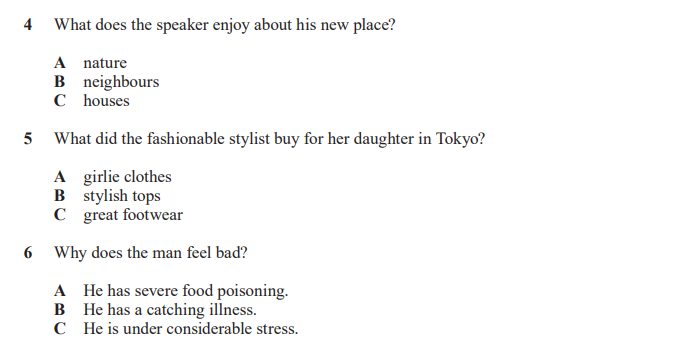 4 What does the speaker enjoy about his new place?
A nature
B neighbours
C houses
5 What did the fashionable stylist buy for her daughter in Tokyo?
A girlie clothes
B stylish tops
C great footwear
6 Why does the man feel bad?
A He has severe food poisoning.
B He has a catching illness.
C He is under considerable stress.